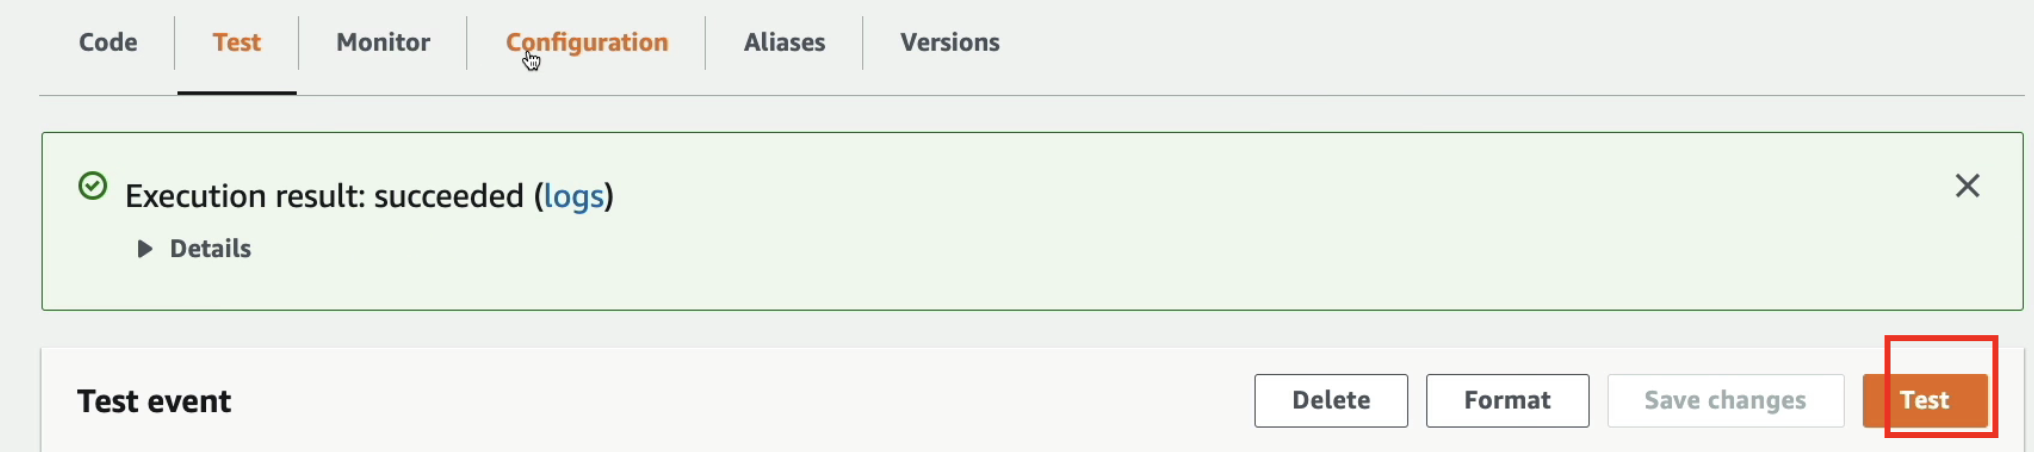 Code Test Monitor Configuration Aliases Versions
Execution result: succeeded (logs)
Details
Test event Delete Format Save changes Test